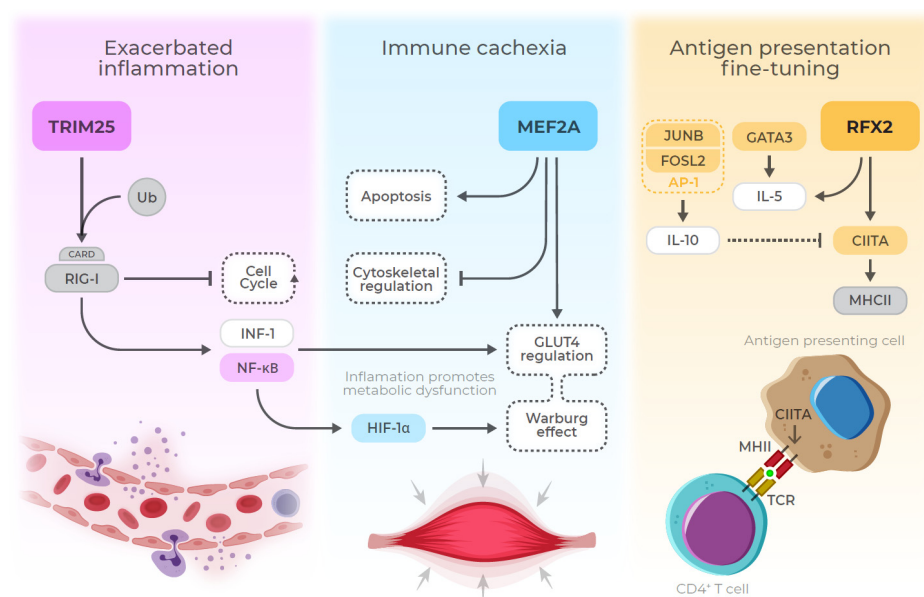 Exacerbated
inflammation
TRIM25
Ub
CARD
RIG-I
Cell
Cycle
INF-1
NF-κB
Immune cachexia
MEF2A
Apoptosis
Cytoskeletal
regulation
GLUT4
regulation
Inflamation promotes
metabolic dysfunction
HIF-1α
Warburg
effect
Antigen presentation
fine-tuning
JUNB
FOSL2
AP-1
GATA3
RFX2
IL-5
IL-10
CIITA
MHCII
Antigen presenting cell
CIITA
MHII
TCR
CD4⁺ T cell